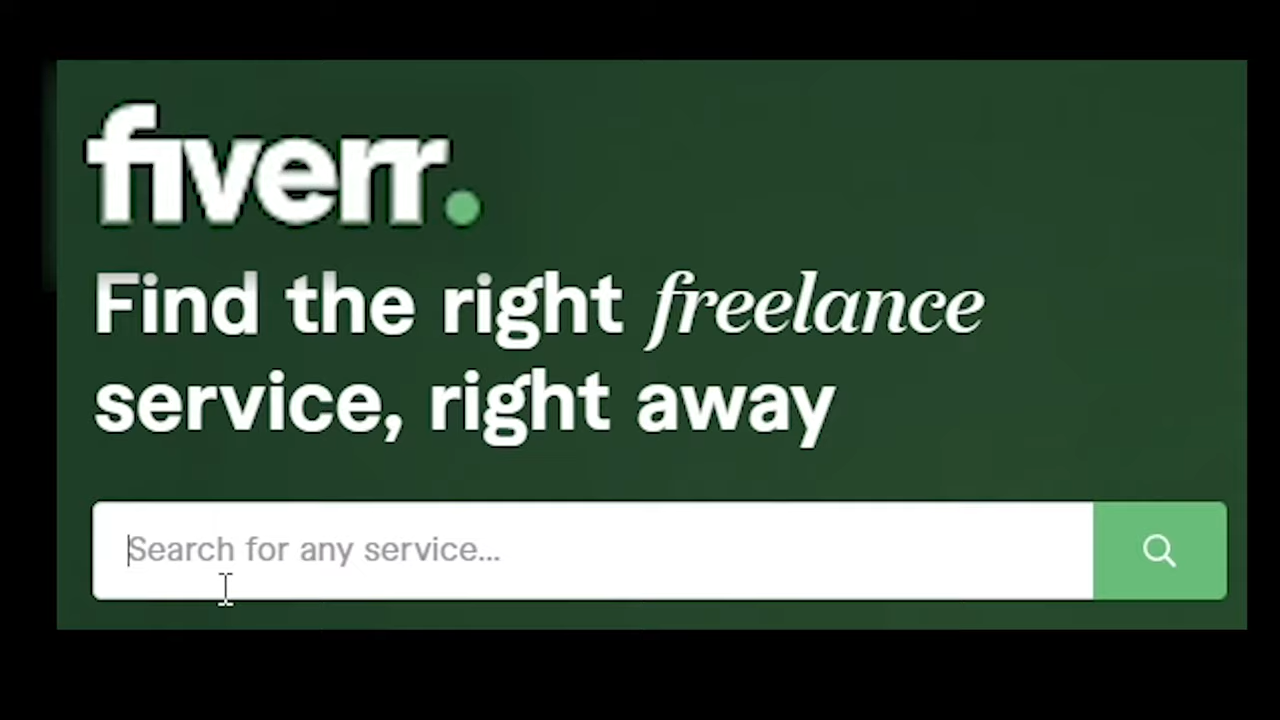 fiverr.
Find the right freelance
service, right away
Search for any service...